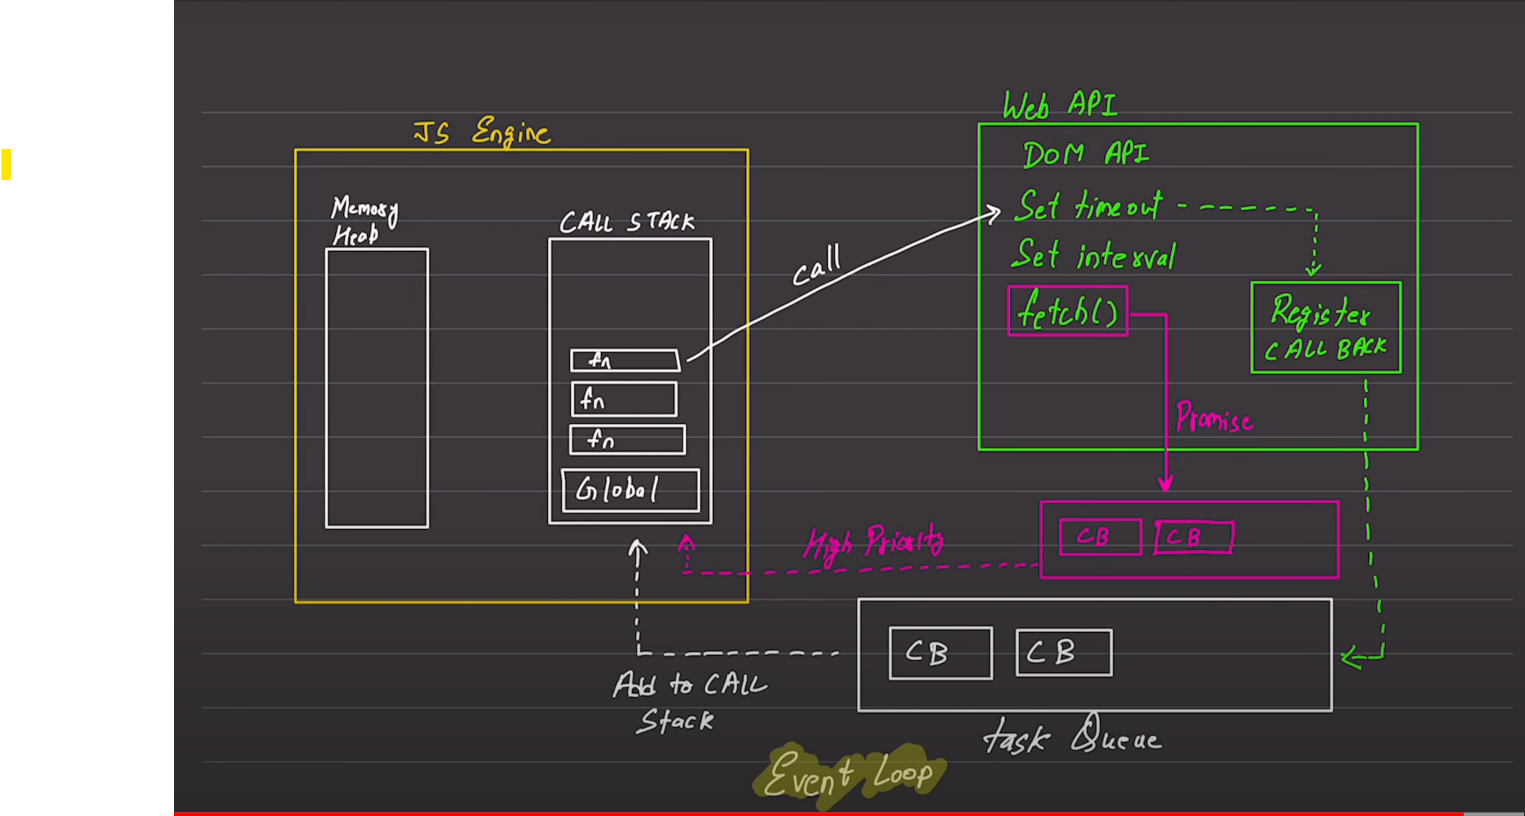 JS Engine
Memory
Heap
CALL STACK
fn
fn
fn
Global
call
Web API
DOM API
Set timeout
Set interval
fetch()
Register
CALL BACK
Promise
CB CB
High Priority
CB CB
Add to CALL
Stack
task Queue
Event Loop